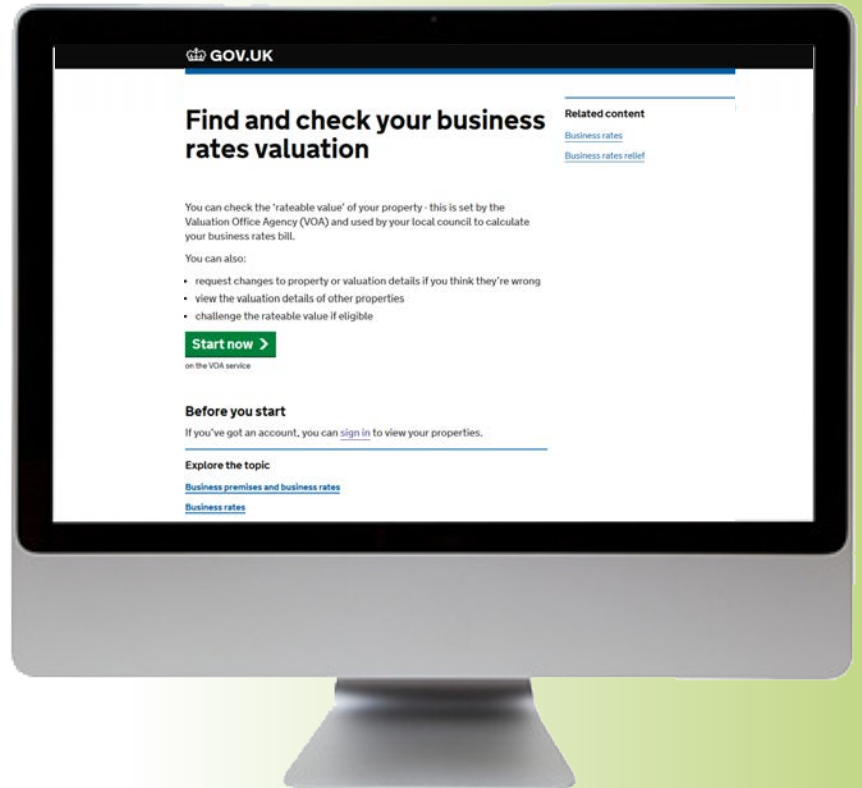 GOV.UK
Find and check your business
rates valuation
You can check the 'rateable value' of your property - this is set by the
Valuation Office Agency (VOA) and used by your local council to calculate
your business rates bill.
You can also:
• request changes to property or valuation details if you think they're wrong
• view the valuation details of other properties
• challenge the rateable value if eligible
Start now >
on the VOA service
Before you start
If you've got an account, you can sign in to view your properties.
Explore the topic
Business premises and business rates
Business rates
Related content
Business rates
Business rates relief